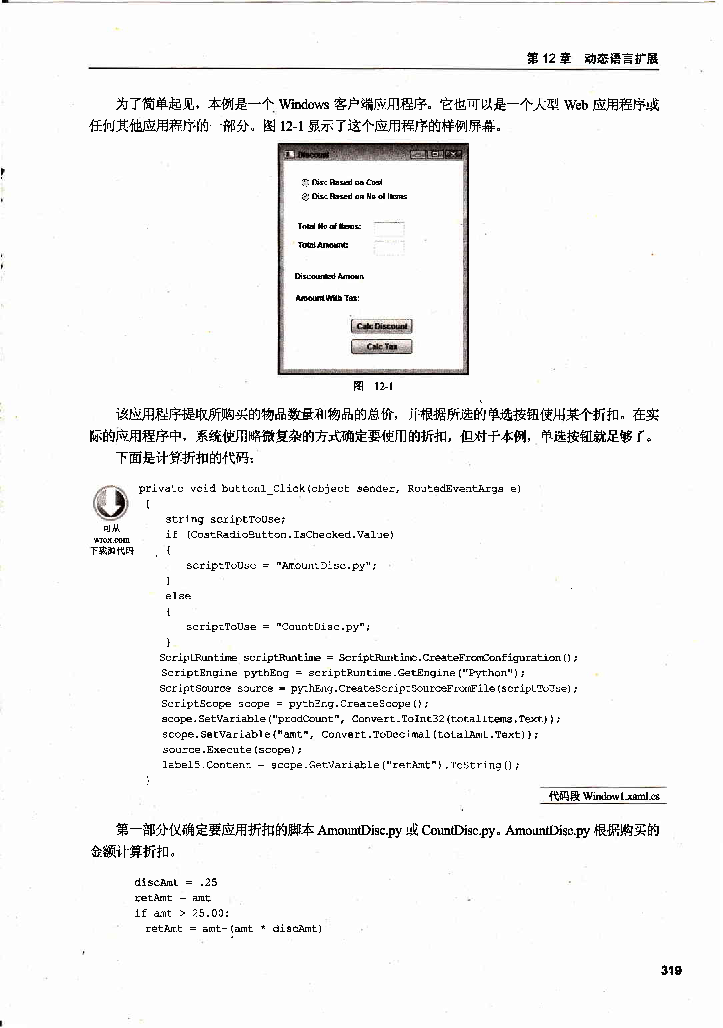 第 12 章 动态语言扩展
为了简单起见，本例是一个 Windows 客户端应用程序。它也可以是一个大型 Web 应用程序或
任何其他应用程序的一部分。图 12-1 显示了这个应用程序的样例屏幕。
Discount
Disc Based on Cost
Disc Based on No of Items
Total No of Items:
Total Amount:
Discounted Amoun
Amount With Tax:
Calc Discount
Calc Tax
图 12-1
该应用程序提取所购买的物品数量和物品的总价，并根据所选的单选按钮使用某个折扣。在实
际的应用程序中，系统使用略微复杂的方式确定要使用的折扣，但对于本例，单选按钮就足够了。
下面是计算折扣的代码：
可从
wrox.com
下载源代码
private void button1_Click(object sender, RoutedEventArgs e)
{
string scriptToUse;
if (CostRadioButton.IsChecked.Value)
{
scriptToUse = "AmountDisc.py";
}
else
{
scriptToUse = "CountDisc.py";
}
ScriptRuntime scriptRuntime = ScriptRuntime.CreateFromConfiguration();
ScriptEngine pythEng = scriptRuntime.GetEngine("Python");
ScriptSource source = pythEng.CreateScriptSourceFromFile(scriptToUse);
ScriptScope scope = pythEng.CreateScope();
scope.SetVariable("prodCount", Convert.ToInt32(totalItems.Text));
scope.SetVariable("amt", Convert.ToDecimal(totalAmt.Text));
source.Execute(scope);
label5.Content = scope.GetVariable("retAmt").ToString();
}
代码段 Window1.xaml.cs
第一部分仅确定要应用折扣的脚本 AmountDisc.py 或 CountDisc.py。AmountDisc.py 根据购买的
金额计算折扣。
discAmt = .25
retAmt = amt
if amt > 25.00:
retAmt = amt-(amt * discAmt)
319